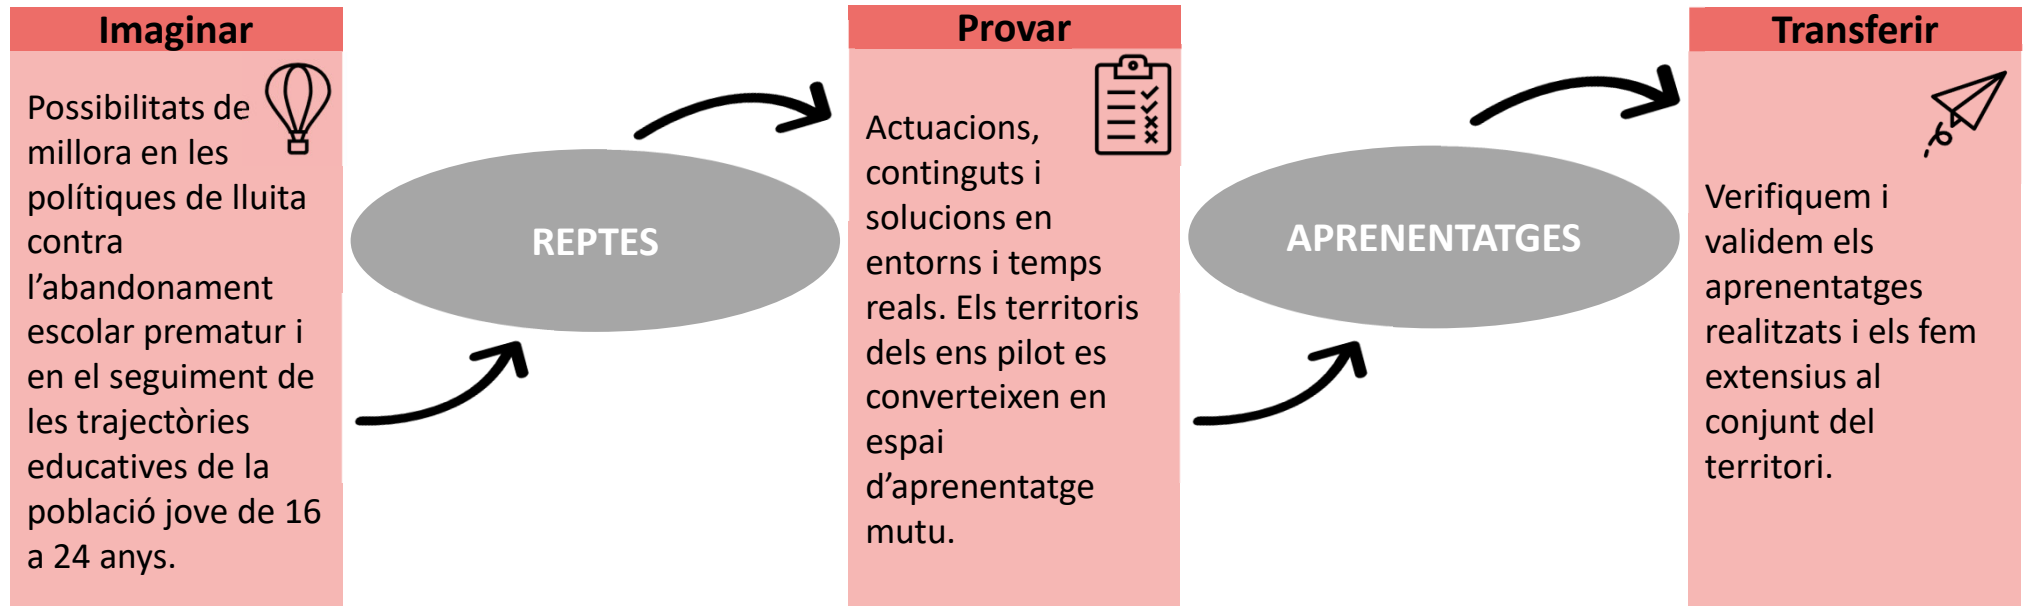 Imaginar
Possibilitats de
millora en les
polítiques de lluita
contra
l’abandonament
escolar prematur i
en el seguiment de
les trajectòries
educatives de la
població jove de 16
a 24 anys.
REPTES
Provar
Actuacions,
continguts i
solucions en
entorns i temps
reals. Els territoris
dels ens pilot es
converteixen en
espai
d’aprenentatge
mutu.
APRENENTATGES
Transferir
Verifiquem i
validem els
aprenentatges
realitzats i els fem
extensius al
conjunt del
territori.